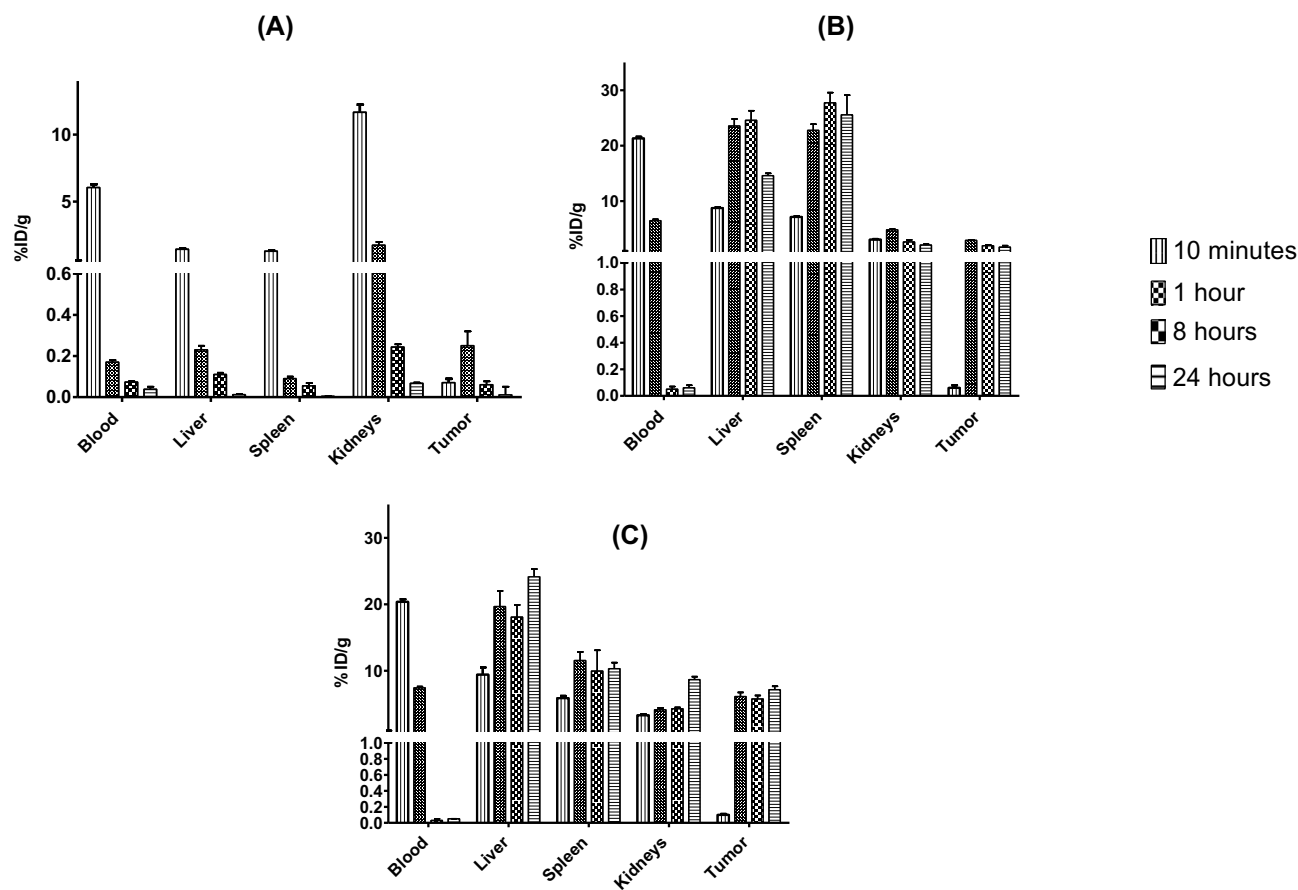 (A)
%ID/g
10
5
0.6
0.4
0.2
0.0
Blood
Liver
Spleen
Kidneys
Tumor
(B)
%ID/g
30
20
10
1.0
0.8
0.6
0.4
0.2
0.0
Blood
Liver
Spleen
Kidneys
Tumor
10 minutes
1 hour
8 hours
24 hours
(C)
%ID/g
30
20
10
1.0
0.8
0.6
0.4
0.2
0.0
Blood
Liver
Spleen
Kidneys
Tumor